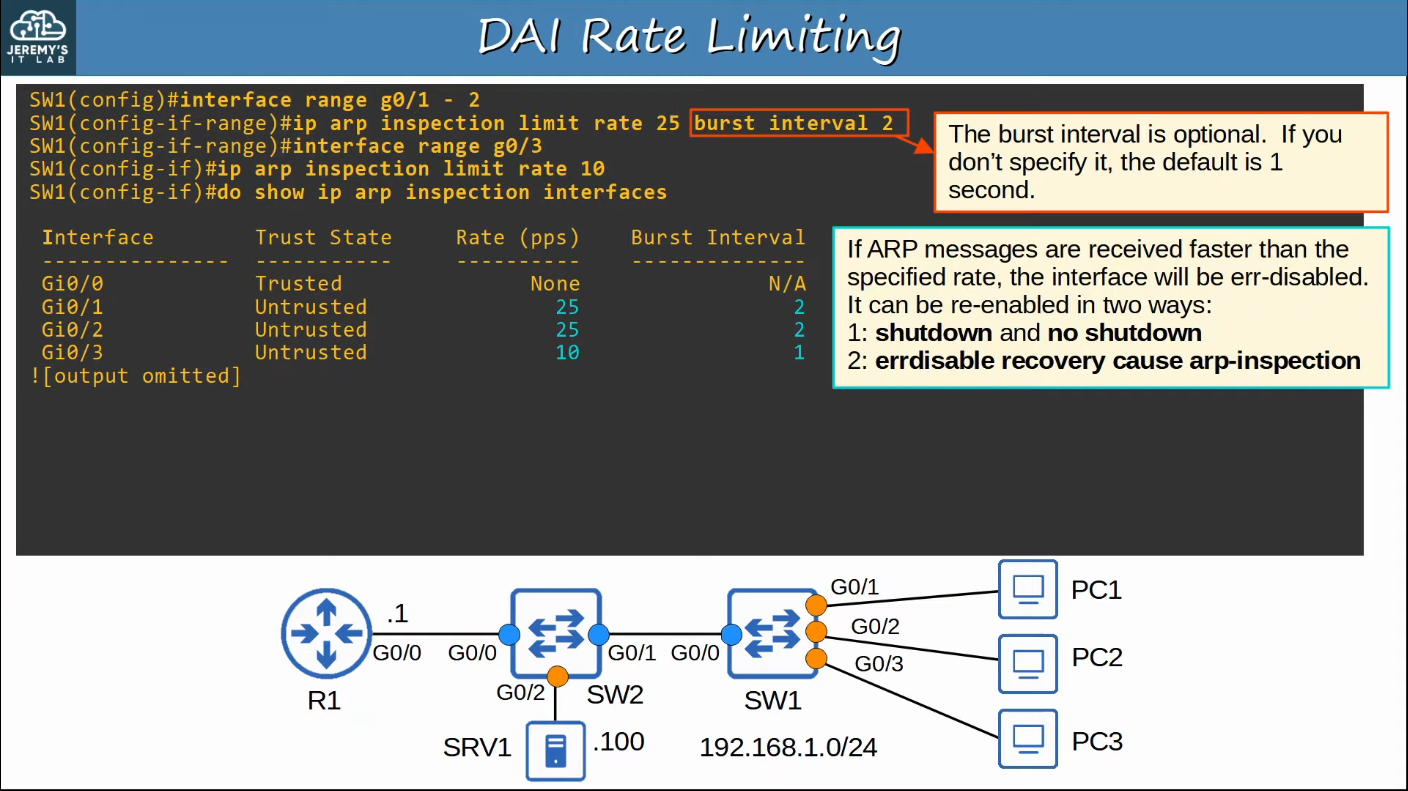 JEREMY'S
IT LAB
DAI Rate Limiting
SW1(config)#interface range g0/1 - 2
SW1(config-if-range)#ip arp inspection limit rate 25 burst interval 2
SW1(config-if-range)#interface range g0/3
SW1(config-if)#ip arp inspection limit rate 10
SW1(config-if)#do show ip arp inspection interfaces
Interface Trust State Rate (pps) Burst Interval
--------------- ----------- ---------- --------------
Gi0/0 Trusted None N/A
Gi0/1 Untrusted 25 2
Gi0/2 Untrusted 25 2
Gi0/3 Untrusted 10 1
![output omitted]
The burst interval is optional. If you
don't specify it, the default is 1
second.
If ARP messages are received faster than the
specified rate, the interface will be err-disabled.
It can be re-enabled in two ways:
1: shutdown and no shutdown
2: errdisable recovery cause arp-inspection
.1
G0/0
R1
G0/0
G0/1
G0/2
SW2
SRV1
.100
G0/0
SW1
192.168.1.0/24
G0/1
G0/2
G0/3
PC1
PC2
PC3